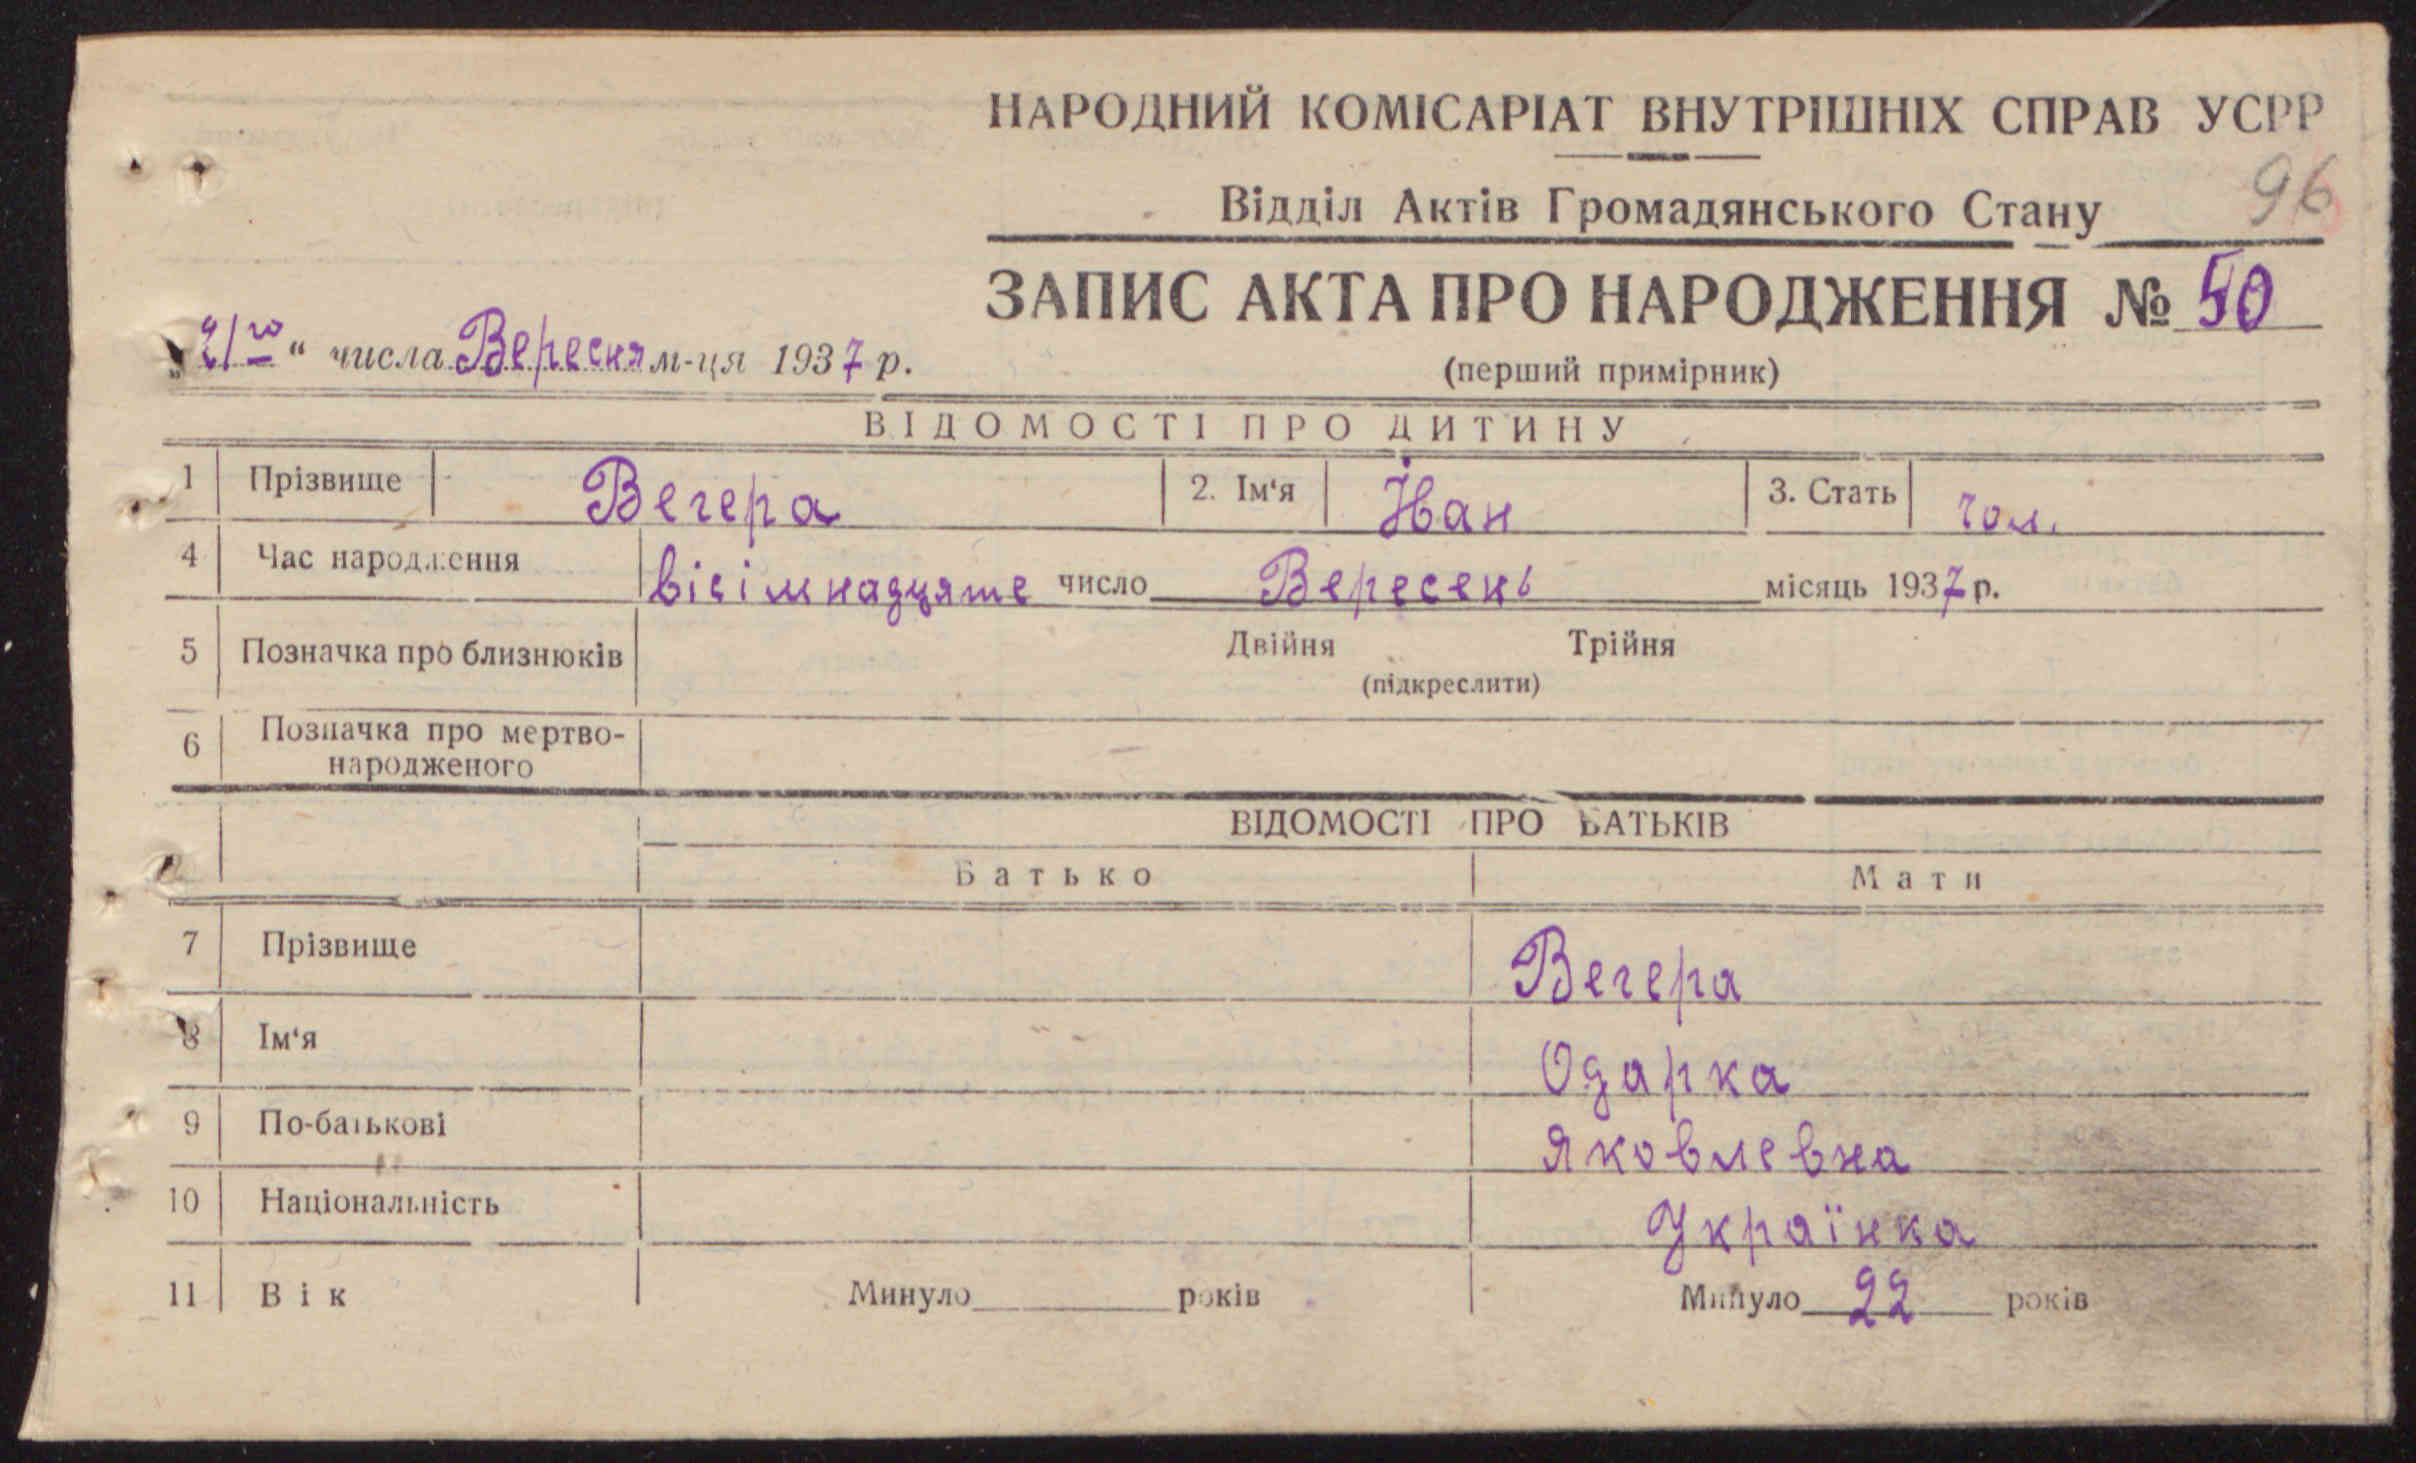 НАРОДНИЙ КОМІСАРІАТ ВНУТРІШНІХ СПРАВ УСРР
96
Відділ Актів Громадянського Стану
ЗАПИС АКТА ПРО НАРОДЖЕННЯ № 50
„21го“ числа Вересня м-ця 1937 р.
(перший примірник)
ВІДОМОСТІ ПРО ДИТИНУ
1 Прізвище Вегера 2. Ім‘я Іван 3. Стать чол.
4 Час народження вісімнадцяте число Вересень місяць 1937 р.
5 Позначка про близнюків Двійня Трійня
(підкреслити)
6 Позначка про мертво-
народженого
ВІДОМОСТІ ПРО БАТЬКІВ
Батько Мати
7 Прізвище Вегера
8 Ім‘я Одарка
9 По-батькові Яковлевна
10 Національність Українка
11 Вік Минуло років Минуло 22 років